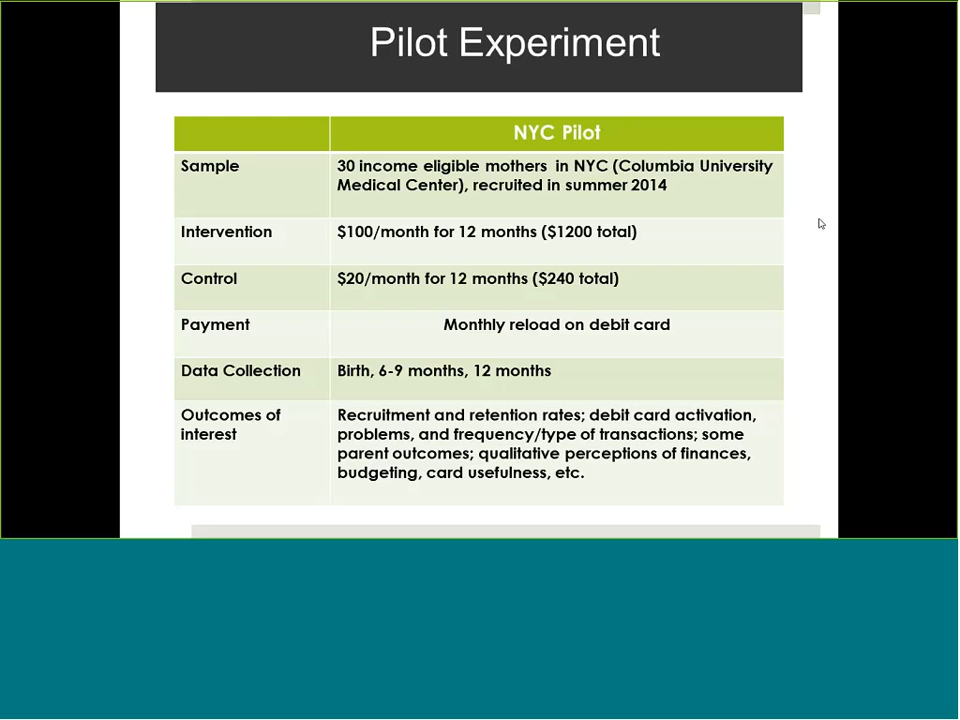 Pilot Experiment
NYC Pilot
Sample
30 income eligible mothers in NYC (Columbia University
Medical Center), recruited in summer 2014
Intervention
$100/month for 12 months ($1200 total)
Control
$20/month for 12 months ($240 total)
Payment
Monthly reload on debit card
Data Collection
Birth, 6-9 months, 12 months
Outcomes of
interest
Recruitment and retention rates; debit card activation,
problems, and frequency/type of transactions; some
parent outcomes; qualitative perceptions of finances,
budgeting, card usefulness, etc.